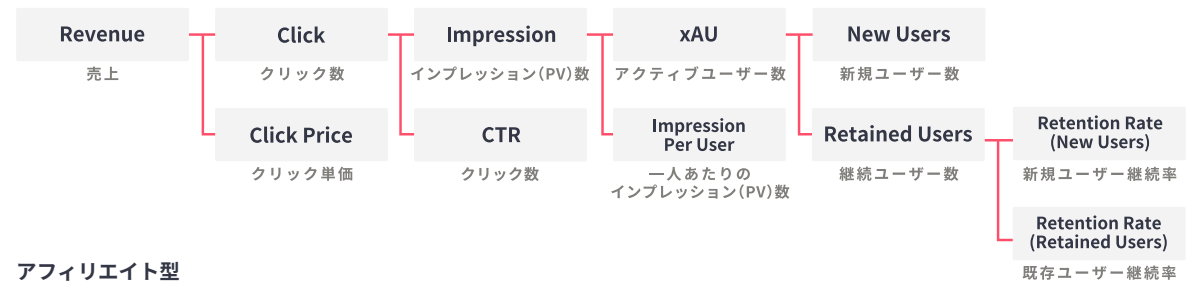 Revenue
売上
Click
クリック数
Impression
インプレッション(PV)数
xAU
アクティブユーザー数
New Users
新規ユーザー数
Click Price
クリック単価
CTR
クリック数
Impression
Per User
一人あたりの
インプレッション(PV)数
Retained Users
継続ユーザー数
Retention Rate
(New Users)
新規ユーザー継続率
Retention Rate
(Retained Users)
既存ユーザー継続率
アフィリエイト型